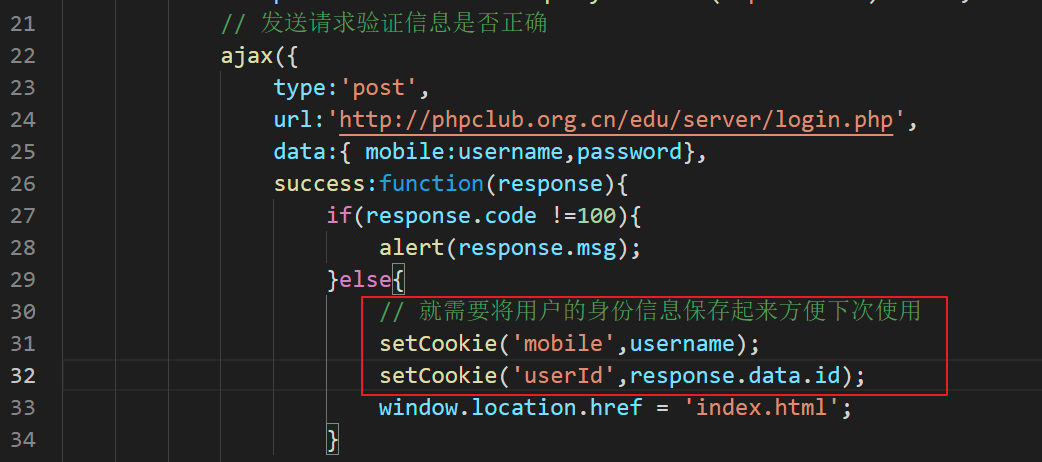 21 // 发送请求验证信息是否正确
22 ajax({
23 type:'post',
24 url:'http://phpclub.org.cn/edu/server/login.php',
25 data:{ mobile:username,password},
26 success:function(response){
27 if(response.code !=100){
28 alert(response.msg);
29 }else{
30 // 就需要将用户的身份信息保存起来方便下次使用
31 setCookie('mobile',username);
32 setCookie('userId',response.data.id);
33 window.location.href = 'index.html';
34 }